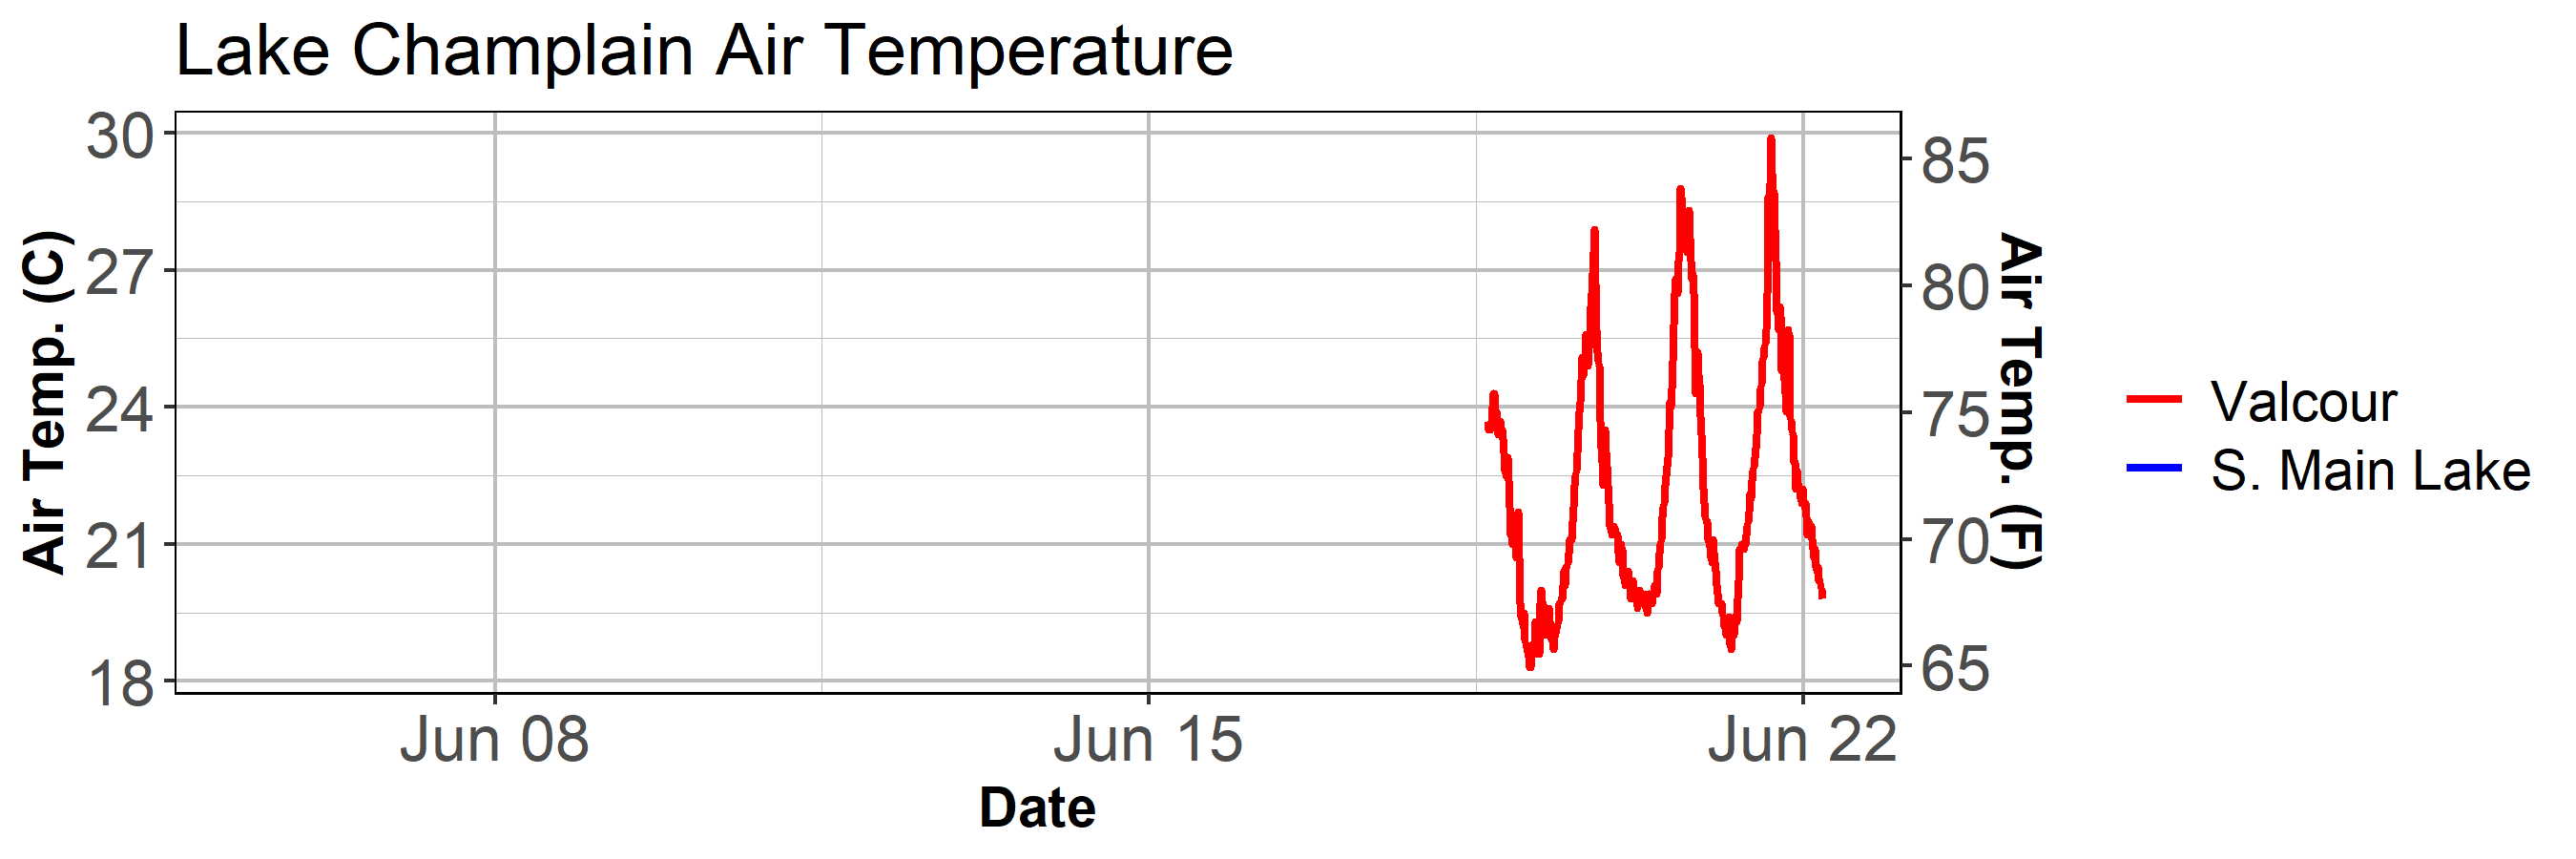 Lake Champlain Air Temperature
30
27
24
21
18
Air Temp. (C)
85
80
75
70
65
Air Temp. (F)
Jun 08
Jun 15
Jun 22
Date
Valcour
S. Main Lake